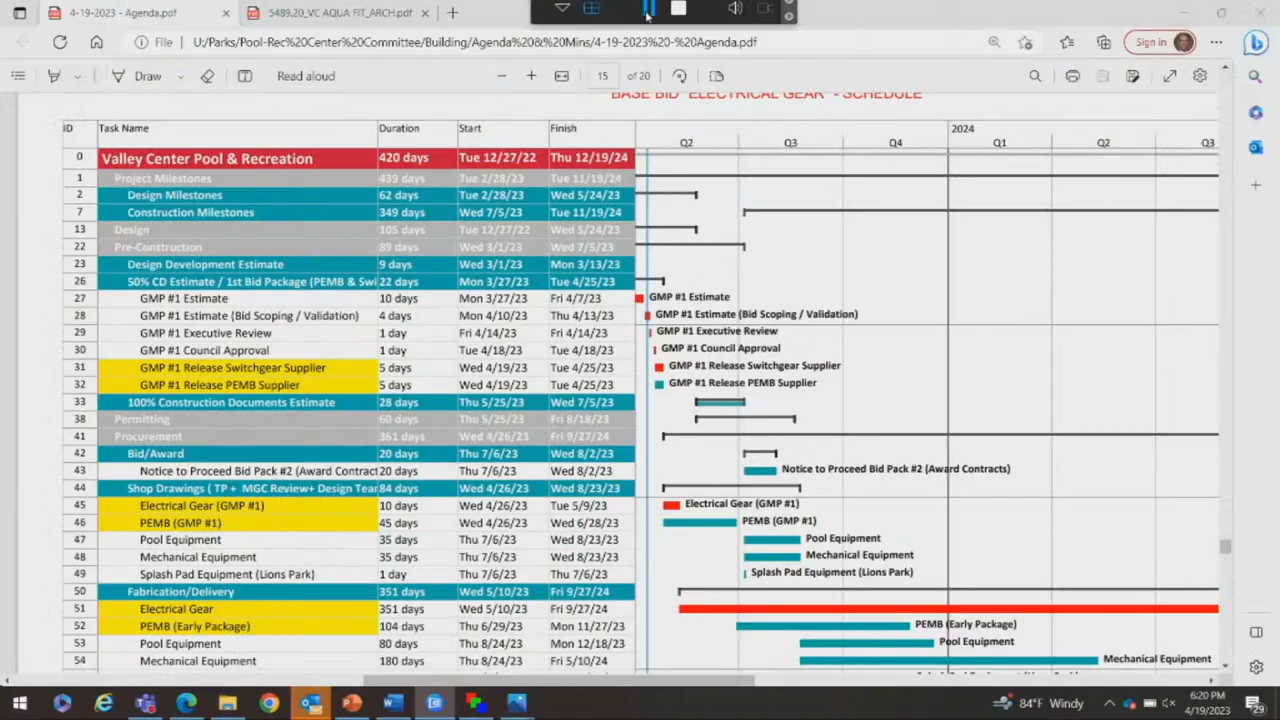 4-19-2023 - Agenda.pdf
5489.20_VC AQUA FIT_ARCH.pdf
File
U:/Parks/Pool-Rec%20Center%20Committee/Building/Agenda%20&%20Mins/4-19-2023%20-%20Agenda.pdf
Sign in
Draw
Read aloud
15 of 20
BASE BID "ELECTRICAL GEAR" - SCHEDULE
ID Task Name Duration Start Finish 2024
Q2 Q3 Q4 Q1 Q2 Q3
0 Valley Center Pool & Recreation 420 days Tue 12/27/22 Thu 12/19/24
1 Project Milestones 439 days Tue 2/28/23 Tue 11/19/24
2 Design Milestones 62 days Tue 2/28/23 Wed 5/24/23
7 Construction Milestones 349 days Wed 7/5/23 Tue 11/19/24
13 Design 105 days Tue 12/27/22 Wed 5/24/23
22 Pre-Construction 89 days Wed 3/1/23 Wed 7/5/23
23 Design Development Estimate 9 days Wed 3/1/23 Mon 3/13/23
26 50% CD Estimate / 1st Bid Package (PEMB & Swi 22 days Mon 3/27/23 Tue 4/25/23
27 GMP #1 Estimate 10 days Mon 3/27/23 Fri 4/7/23 GMP #1 Estimate
28 GMP #1 Estimate (Bid Scoping / Validation) 4 days Mon 4/10/23 Thu 4/13/23 GMP #1 Estimate (Bid Scoping / Validation)
29 GMP #1 Executive Review 1 day Fri 4/14/23 Fri 4/14/23 GMP #1 Executive Review
30 GMP #1 Council Approval 1 day Tue 4/18/23 Tue 4/18/23 GMP #1 Council Approval
31 GMP #1 Release Switchgear Supplier 5 days Wed 4/19/23 Tue 4/25/23 GMP #1 Release Switchgear Supplier
32 GMP #1 Release PEMB Supplier 5 days Wed 4/19/23 Tue 4/25/23 GMP #1 Release PEMB Supplier
33 100% Construction Documents Estimate 28 days Thu 5/25/23 Wed 7/5/23
38 Permitting 60 days Thu 5/25/23 Fri 8/18/23
41 Procurement 361 days Wed 4/26/23 Fri 9/27/24
42 Bid/Award 20 days Thu 7/6/23 Wed 8/2/23
43 Notice to Proceed Bid Pack #2 (Award Contract 20 days Thu 7/6/23 Wed 8/2/23 Notice to Proceed Bid Pack #2 (Award Contracts)
44 Shop Drawings ( TP + MGC Review+ Design Tear 84 days Wed 4/26/23 Wed 8/23/23
45 Electrical Gear (GMP #1) 10 days Wed 4/26/23 Tue 5/9/23 Electrical Gear (GMP #1)
46 PEMB (GMP #1) 45 days Wed 4/26/23 Wed 6/28/23 PEMB (GMP #1)
47 Pool Equipment 35 days Thu 7/6/23 Wed 8/23/23 Pool Equipment
48 Mechanical Equipment 35 days Thu 7/6/23 Wed 8/23/23 Mechanical Equipment
49 Splash Pad Equipment (Lions Park) 1 day Thu 7/6/23 Thu 7/6/23 Splash Pad Equipment (Lions Park)
50 Fabrication/Delivery 351 days Wed 5/10/23 Fri 9/27/24
51 Electrical Gear 351 days Wed 5/10/23 Fri 9/27/24
52 PEMB (Early Package) 104 days Thu 6/29/23 Mon 11/27/23 PEMB (Early Package)
53 Pool Equipment 80 days Thu 8/24/23 Mon 12/18/23 Pool Equipment
54 Mechanical Equipment 180 days Thu 8/24/23 Fri 5/10/24 Mechanical Equipment
84°F Windy
6:20 PM
4/19/2023
29